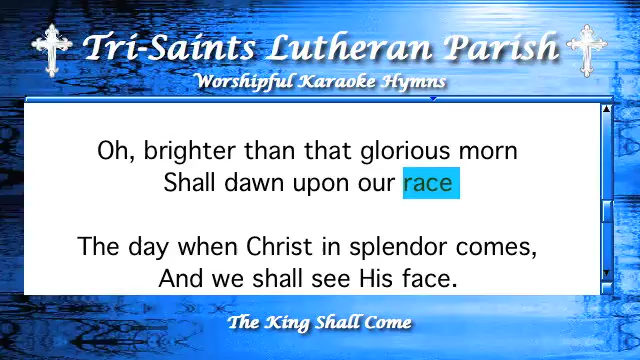 Tri-Saints Lutheran Parish
Worshipful Karaoke Hymns
Oh, brighter than that glorious morn
Shall dawn upon our race
The day when Christ in splendor comes,
And we shall see His face.
The King Shall Come